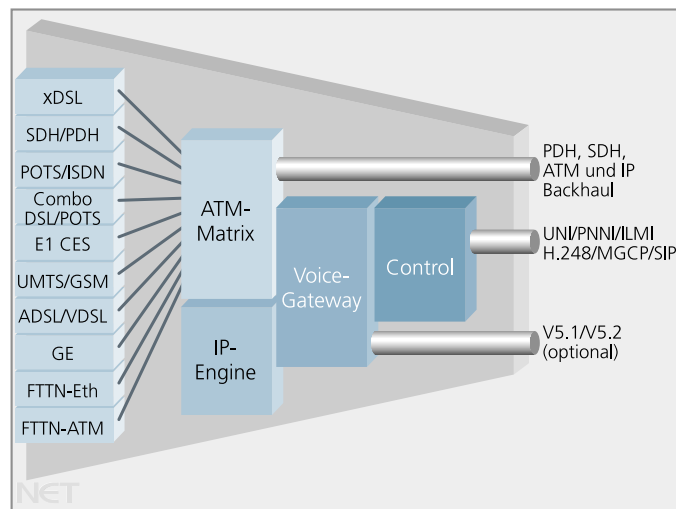 xDSL
SDH/PDH
POTS/ISDN
Combo
DSL/POTS
E1 CES
UMTS/GSM
ADSL/VDSL
GE
FTTN-Eth
FTTN-ATM
ATM-
Matrix
IP-
Engine
Voice-
Gateway
Control
PDH, SDH,
ATM und IP
Backhaul
UNI/PNNI/ILMI
H.248/MGCP/SIP
V5.1/V5.2
(optional)
NET